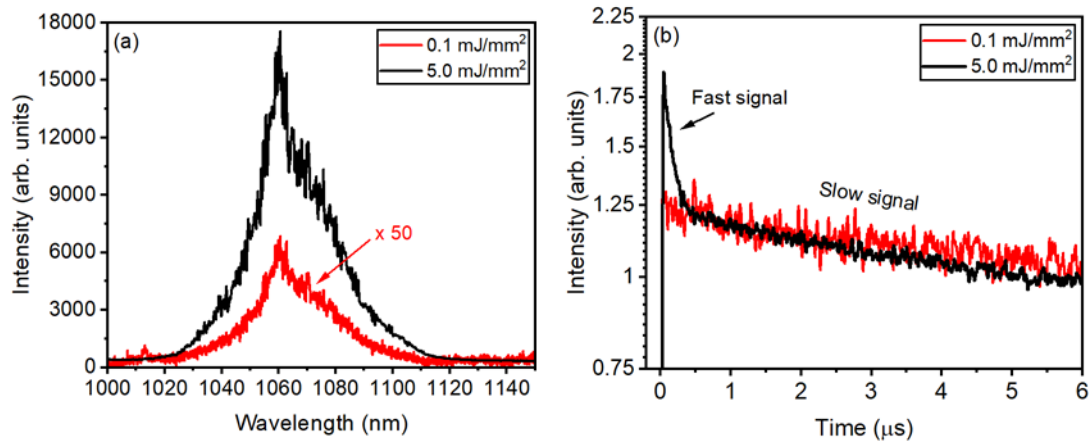 (a)
0.1 mJ/mm²
5.0 mJ/mm²
x 50
18000
15000
12000
9000
6000
3000
0
1000 1020 1040 1060 1080 1100 1120 1140
Intensity (arb. units)
Wavelength (nm)
(b)
0.1 mJ/mm²
5.0 mJ/mm²
Fast signal
Slow signal
1.25
2
1.75
1.5
1.25
1
0.75
0 1 2 3 4 5 6
Intensity (arb. units)
Time (μs)